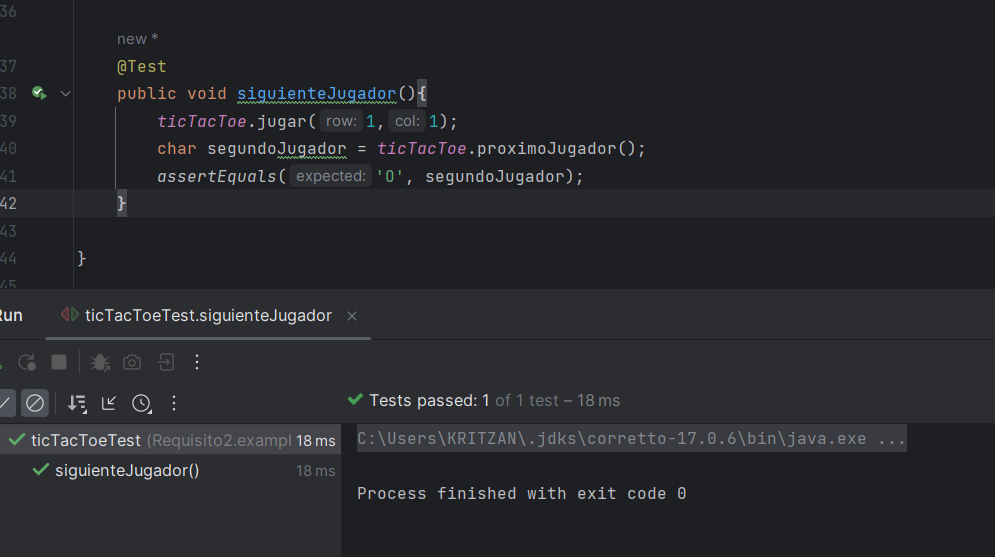 36
new *
37 @Test
38 public void siguienteJugador(){
39 ticTacToe.jugar( row: 1, col: 1);
40 char segundoJugador = ticTacToe.proximoJugador();
41 assertEquals( expected: 'O', segundoJugador);
42 }
43
44 }
45
Run ticTacToeTest.siguienteJugador ×
Tests passed: 1 of 1 test – 18 ms
ticTacToeTest (Requisito2.exampl 18 ms
siguienteJugador() 18 ms
C:\Users\KRITZAN\.jdks\corretto-17.0.6\bin\java.exe ...
Process finished with exit code 0